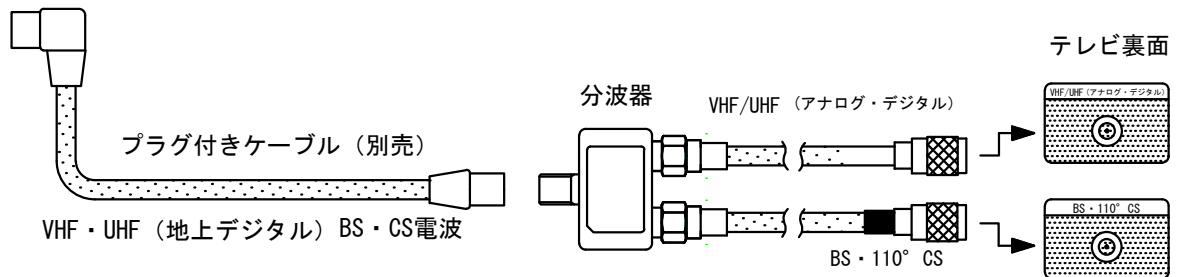 テレビ裏面
分波器
VHF/UHF (アナログ・デジタル)
VHF/UHF (アナログ・デジタル)
プラグ付きケーブル（別売）
VHF・UHF（地上デジタル）BS・CS電波
BS・110° CS
BS・110° CS